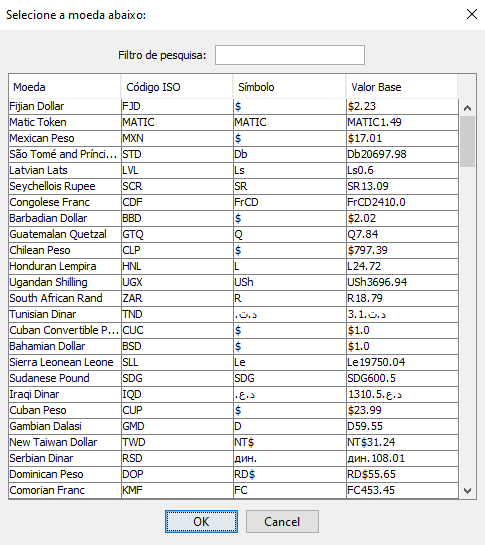 Selecione a moeda abaixo:
Filtro de pesquisa:
Moeda Código ISO Símbolo Valor Base
Fijian Dollar FJD $ $2.23
Matic Token MATIC MATIC MATIC1.49
Mexican Peso MXN $ $17.01
São Tomé and Prínci... STD Db Db20697.98
Latvian Lats LVL Ls Ls0.6
Seychellois Rupee SCR SR SR13.09
Congolese Franc CDF FrCD FrCD2410.0
Barbadian Dollar BBD $ $2.02
Guatemalan Quetzal GTQ Q Q7.84
Chilean Peso CLP $ $797.39
Honduran Lempira HNL L L24.72
Ugandan Shilling UGX USh USh3696.94
South African Rand ZAR R R18.79
Tunisian Dinar TND د.ت.‏ د.ت.‏3.1
Cuban Convertible P... CUC $ $1.0
Bahamian Dollar BSD $ $1.0
Sierra Leonean Leone SLL Le Le19750.04
Sudanese Pound SDG SDG SDG600.5
Iraqi Dinar IQD د.ع.‏ د.ع.‏1310.5
Cuban Peso CUP $ $23.99
Gambian Dalasi GMD D D59.55
New Taiwan Dollar TWD NT$ NT$31.24
Serbian Dinar RSD дин. дин.108.01
Dominican Peso DOP RD$ RD$55.65
Comorian Franc KMF FC FC453.45
OK Cancel